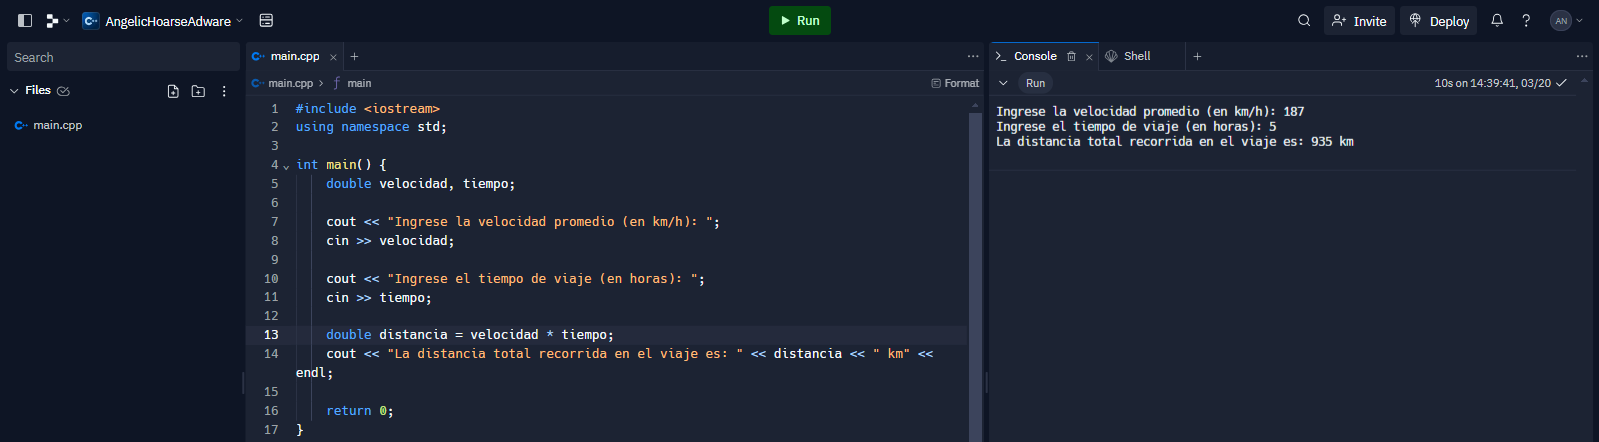 AngelicHoarseAdware
Run
Invite
Deploy
AN
Search
Files
main.cpp
main.cpp
main.cpp > main
Format
1 #include <iostream>
2 using namespace std;
3
4 int main() {
5 double velocidad, tiempo;
6
7 cout << "Ingrese la velocidad promedio (en km/h): ";
8 cin >> velocidad;
9
10 cout << "Ingrese el tiempo de viaje (en horas): ";
11 cin >> tiempo;
12
13 double distancia = velocidad * tiempo;
14 cout << "La distancia total recorrida en el viaje es: " << distancia << " km" <<
endl;
15
16 return 0;
17 }
Console
Shell
Run
10s on 14:39:41, 03/20
Ingrese la velocidad promedio (en km/h): 187
Ingrese el tiempo de viaje (en horas): 5
La distancia total recorrida en el viaje es: 935 km